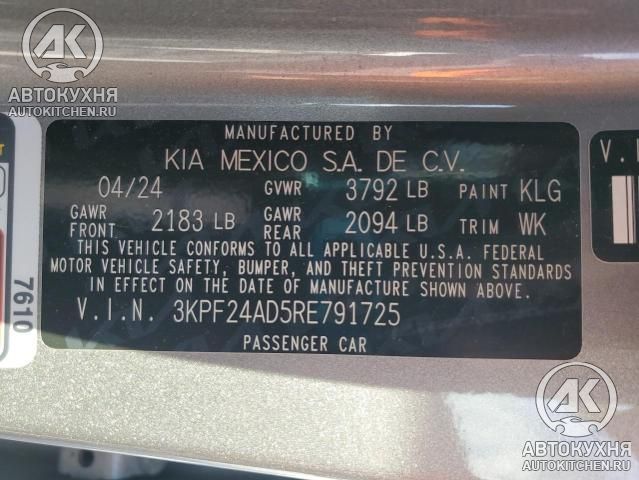 АК
АВТОКУХНЯ
AUTOKITCHEN.RU
MANUFACTURED BY
KIA MEXICO S.A. DE C.V.
04/24 GVWR 3792 LB PAINT KLG
GAWR FRONT 2183 LB GAWR REAR 2094 LB TRIM WK
THIS VEHICLE CONFORMS TO ALL APPLICABLE U.S.A. FEDERAL
MOTOR VEHICLE SAFETY, BUMPER, AND THEFT PREVENTION STANDARDS
IN EFFECT ON THE DATE OF MANUFACTURE SHOWN ABOVE.
V.I.N. 3KPF24AD5RE791725
PASSENGER CAR
7610
V.I
АК
АВТОКУХНЯ
AUTOKITCHEN.RU